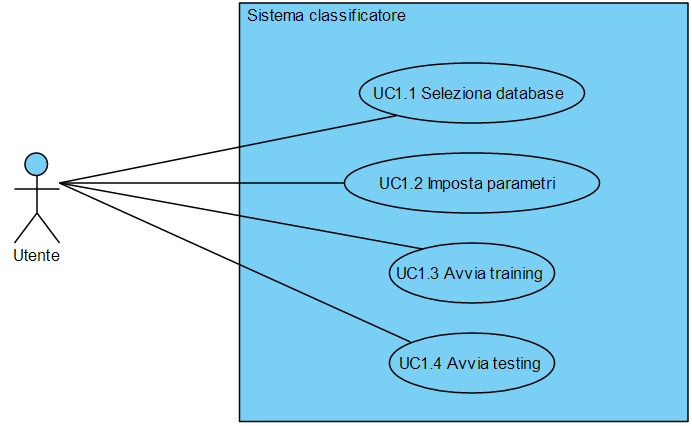 Sistema classificatore
UC1.1 Seleziona database
UC1.2 Imposta parametri
UC1.3 Avvia training
UC1.4 Avvia testing
Utente